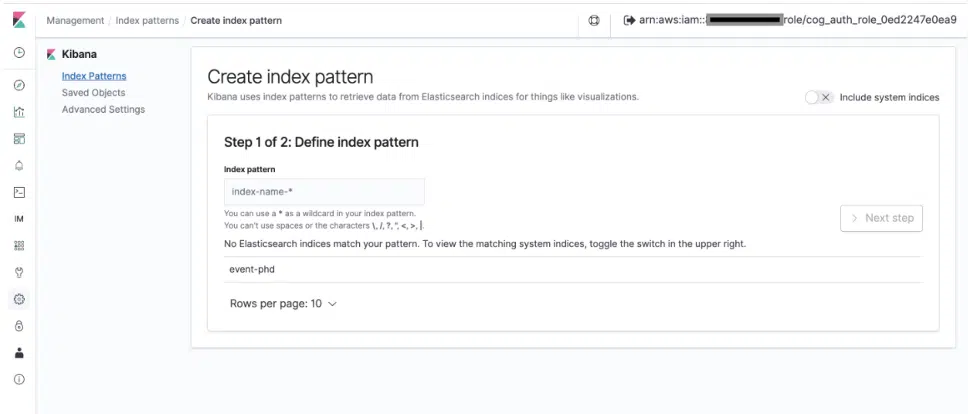 Management / Index patterns / Create index pattern
arn:aws:iam:: role/cog_auth_role_0ed2247e0ea9
Kibana
Index Patterns
Saved Objects
Advanced Settings
Create index pattern
Kibana uses index patterns to retrieve data from Elasticsearch indices for things like visualizations.
Include system indices
Step 1 of 2: Define index pattern
Index pattern
index-name-*
You can use a * as a wildcard in your index pattern.
You can't use spaces or the characters \, /, ?, ", <, >, |.
Next step
No Elasticsearch indices match your pattern. To view the matching system indices, toggle the switch in the upper right.
event-phd
Rows per page: 10
IM